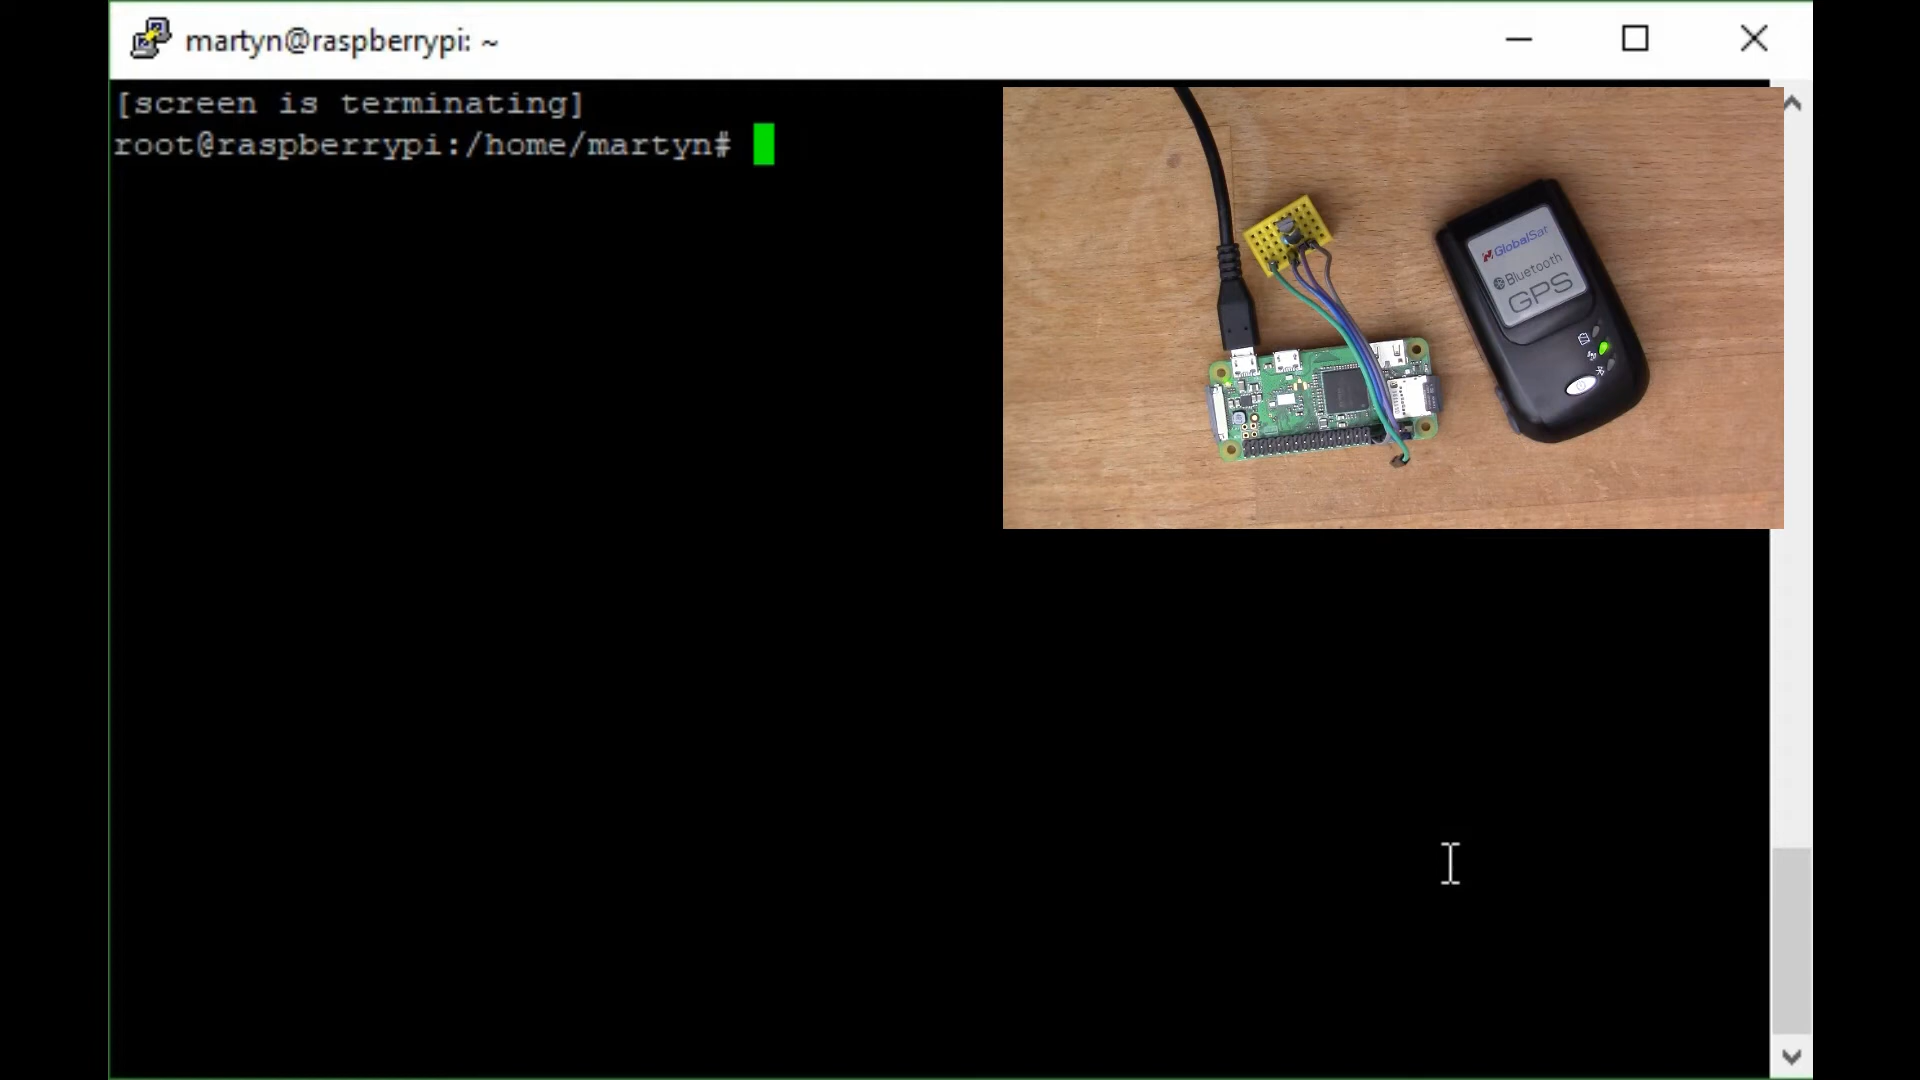 martyn@raspberrypi: ~
[screen is terminating]
root@raspberrypi:/home/martyn#
GlobalSat
Bluetooth
GPS